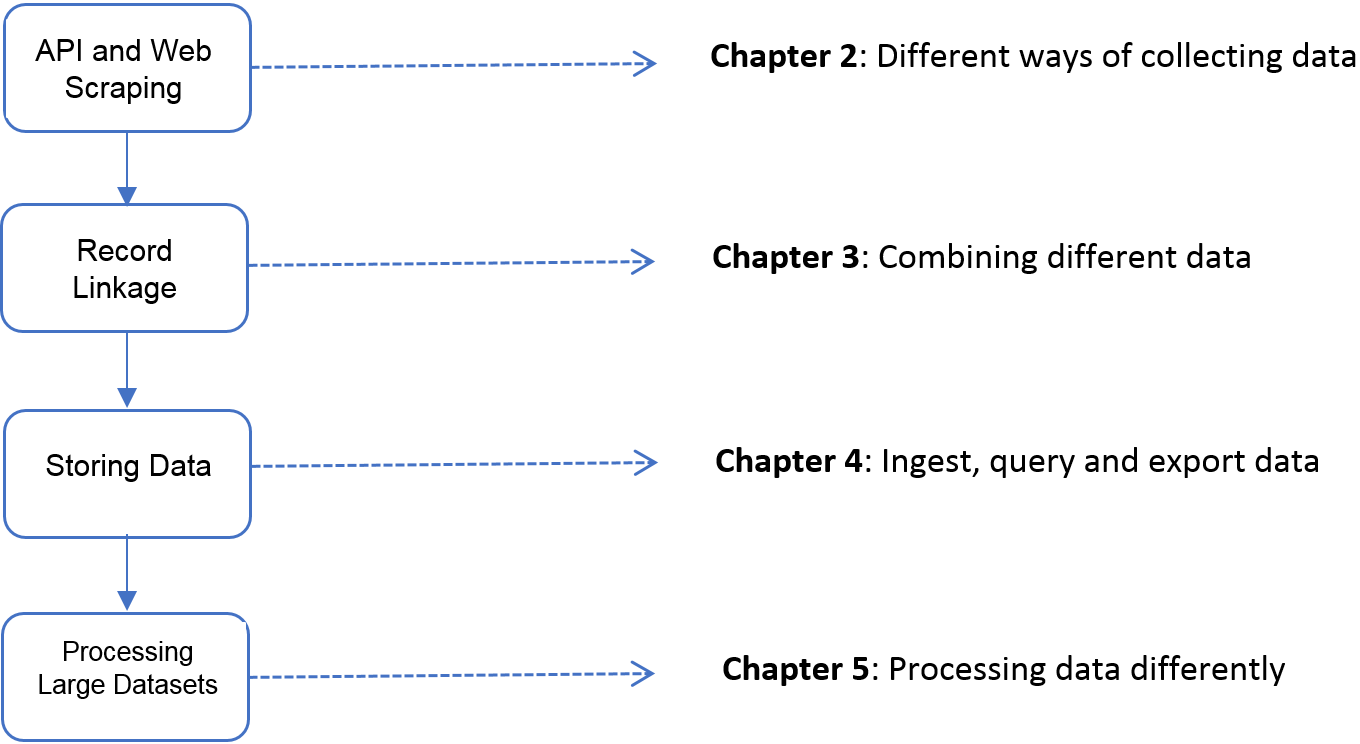 API and Web
Scraping
Chapter 2: Different ways of collecting data
Record
Linkage
Chapter 3: Combining different data
Storing Data
Chapter 4: Ingest, query and export data
Processing
Large Datasets
Chapter 5: Processing data differently